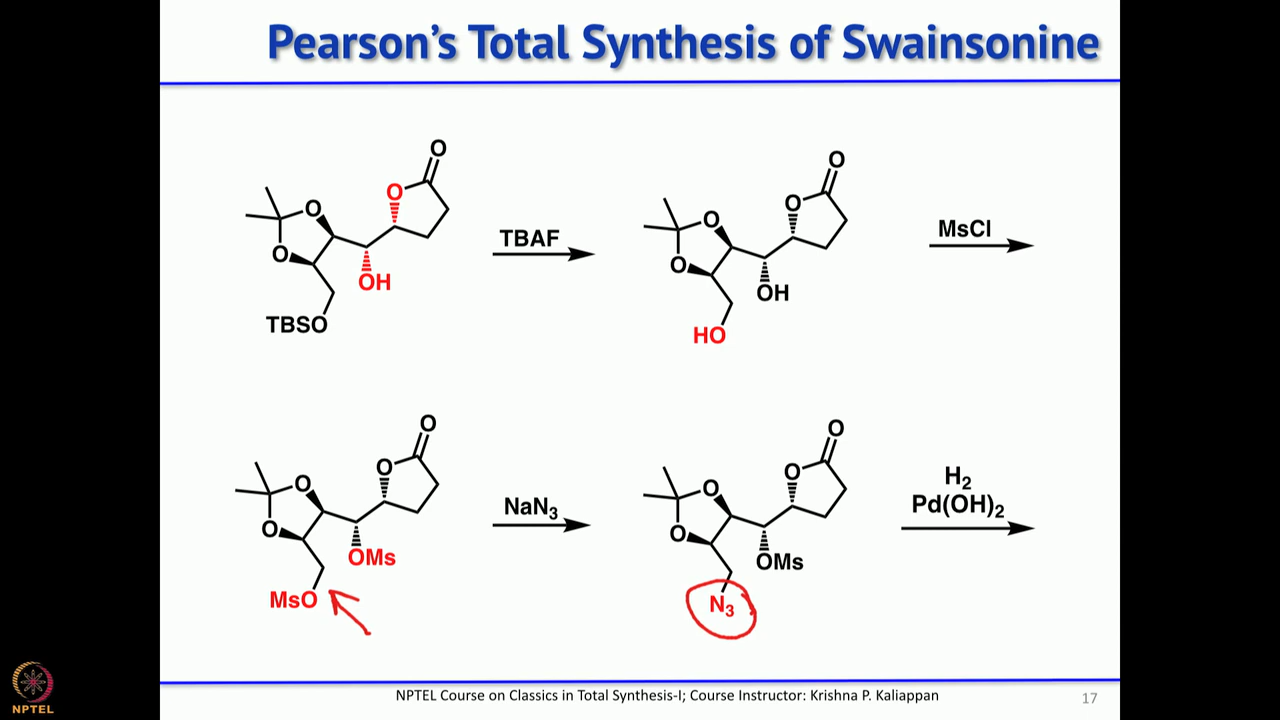 Pearson's Total Synthesis of Swainsonine
O
O
O
O
OH
TBSO
TBAF
O
O
O
O
OH
HO
MsCl
O
O
O
O
OMs
MsO
NaN₃
O
O
O
O
OMs
N₃
H₂
Pd(OH)₂
NPTEL
NPTEL Course on Classics in Total Synthesis-I; Course Instructor: Krishna P. Kaliappan
17